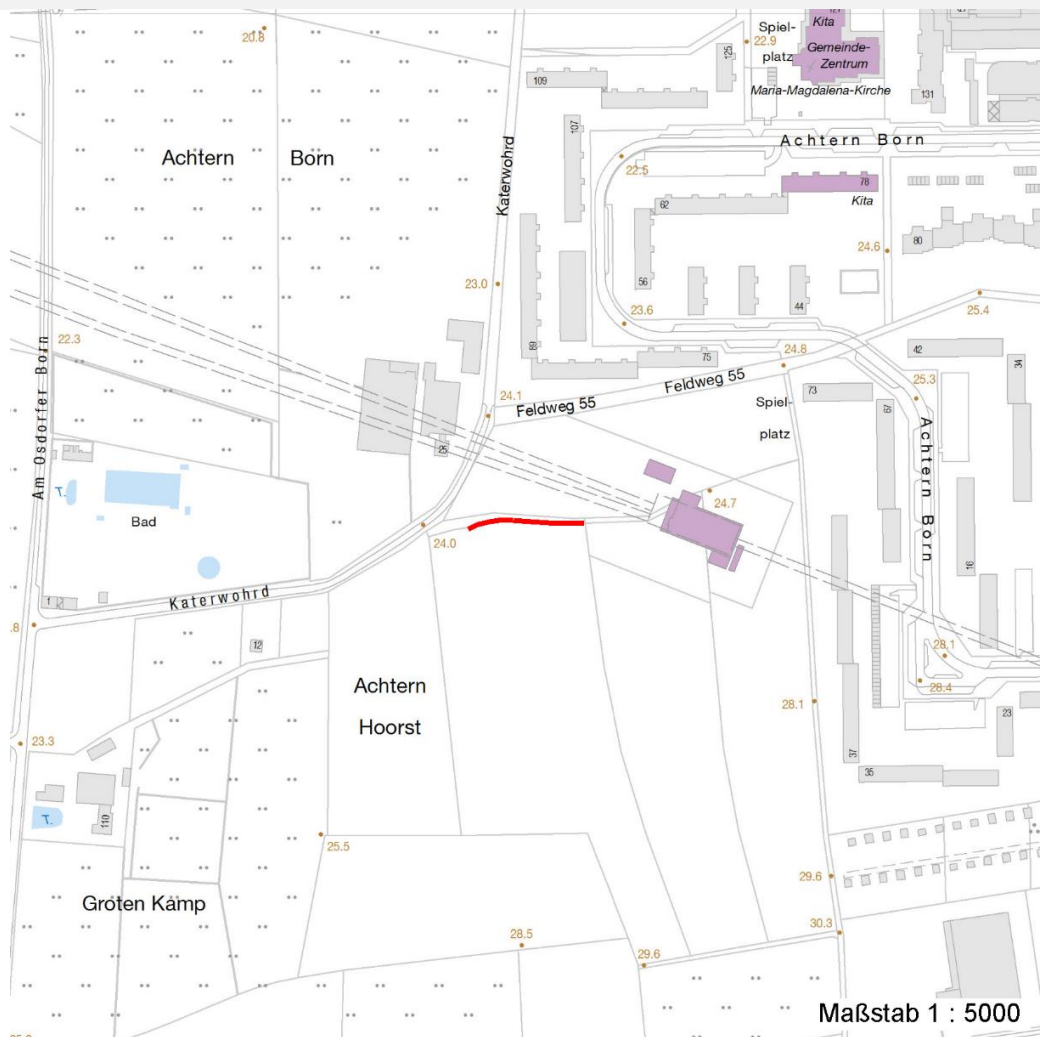 20.8
Spiel-
platz
22.9
127
Kita
Gemeinde-
Zentrum
Maria-Magdalena-Kirche
125
109
107
131
Achtern Born
Katerwohrd
Achtern Born
22.5
78
Kita
62
56
80
24.6
23.0
44
23.6
25.4
22.3
Am Osdorfer Born
89
75
24.8
42
34
25.3
Feldweg 55
Feldweg 55
24.1
73
67
Spiel-
platz
Achtern Born
T.
Bad
24.7
24.0
16
Katerwohrd
1
.8
12
28.1
28.4
Achtern
Hoorst
28.1
23
23.3
37
35
T.
110
25.5
29.6
Groten Kamp
28.5
30.3
29.6
Maßstab 1 : 5000